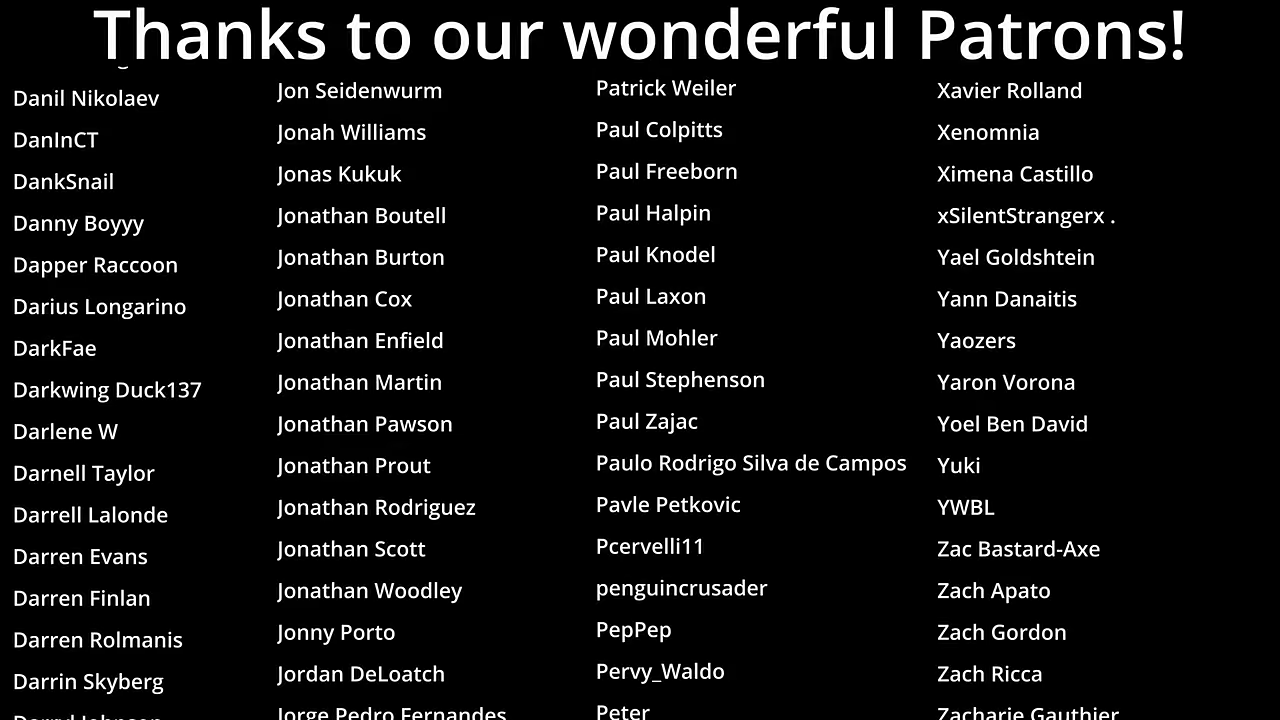 Thanks to our wonderful Patrons!
Danil Nikolaev
DanInCT
DankSnail
Danny Boyyy
Dapper Raccoon
Darius Longarino
DarkFae
Darkwing Duck137
Darlene W
Darnell Taylor
Darrell Lalonde
Darren Evans
Darren Finlan
Darren Rolmanis
Darrin Skyberg
Jon Seidenwurm
Jonah Williams
Jonas Kukuk
Jonathan Boutell
Jonathan Burton
Jonathan Cox
Jonathan Enfield
Jonathan Martin
Jonathan Pawson
Jonathan Prout
Jonathan Rodriguez
Jonathan Scott
Jonathan Woodley
Jonny Porto
Jordan DeLoatch
Jorge Pedro Fernandes
Patrick Weiler
Paul Colpitts
Paul Freeborn
Paul Halpin
Paul Knodel
Paul Laxon
Paul Mohler
Paul Stephenson
Paul Zajac
Paulo Rodrigo Silva de Campos
Pavle Petkovic
Pcervelli11
penguincrusader
PepPep
Pervy_Waldo
Peter
Xavier Rolland
Xenomnia
Ximena Castillo
xSilentStrangerx .
Yael Goldshtein
Yann Danaitis
Yaozers
Yaron Vorona
Yoel Ben David
Yuki
YWBL
Zac Bastard-Axe
Zach Apato
Zach Gordon
Zach Ricca
Zacharie Gauthier